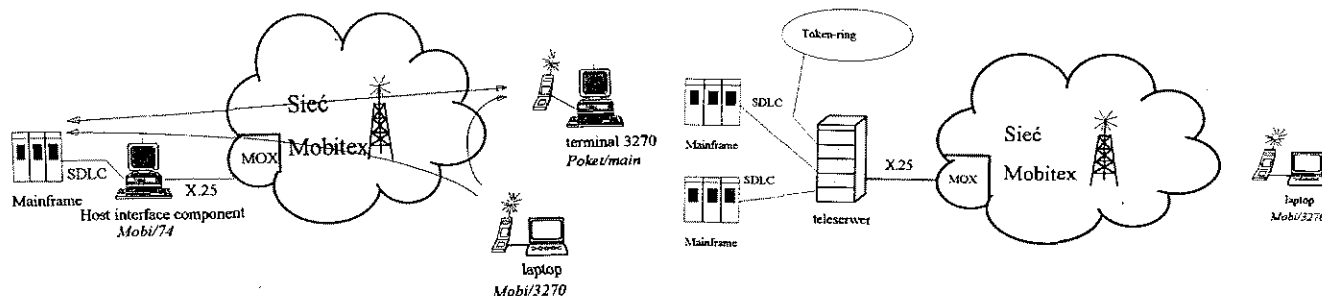 Sieć
Mobitex
MOX
SDLC
X.25
Mainframe
Host interface component
Mobi/74
terminal 3270
Poket/main
laptop
Mobi/3270
Token-ring
SDLC
Mainframe
SDLC
Mainframe
teleserwer
X.25
MOX
Sieć
Mobitex
laptop
Mobi/3270